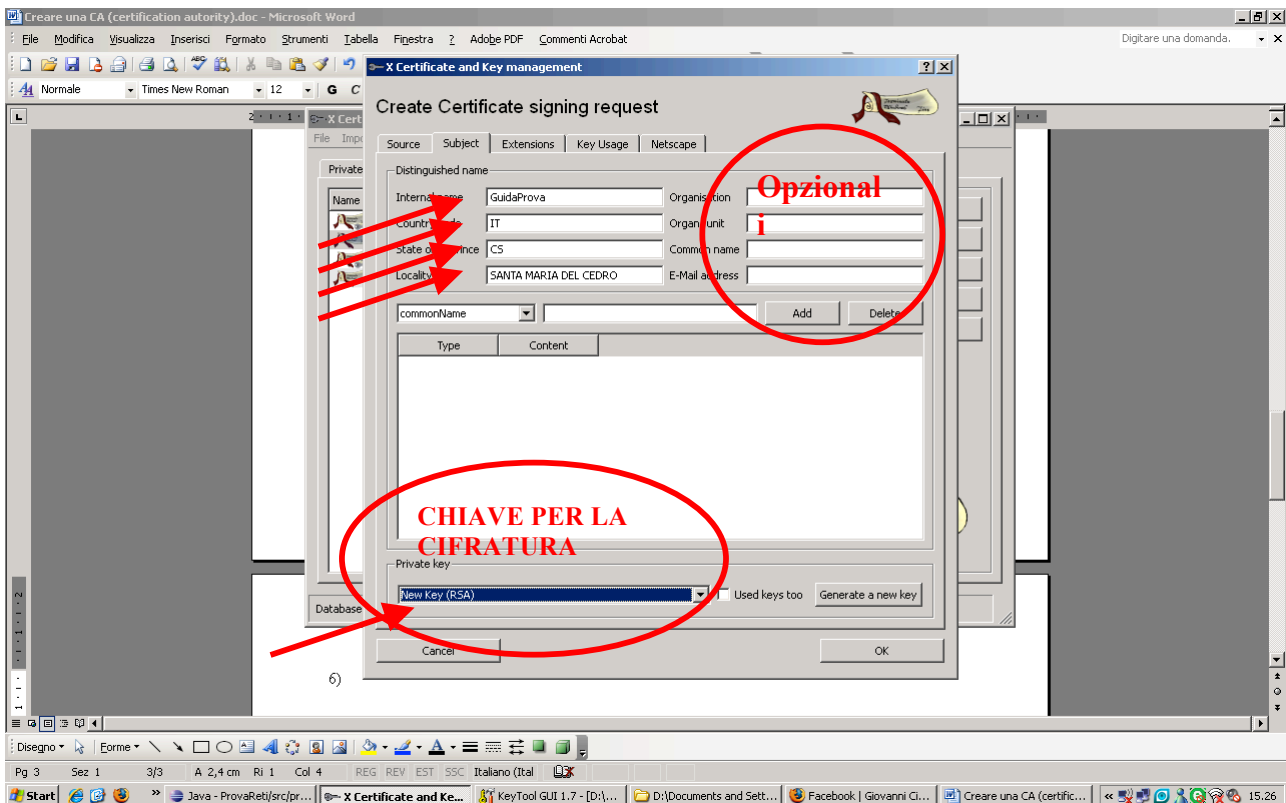 Creare una CA (certification autority).doc - Microsoft Word
File Modifica Visualizza Inserisci Formato Strumenti Tabella Finestra ? Adobe PDF Commenti Acrobat Digitare una domanda.
Normale Times New Roman 12 G C
X Certificate and Key management
Create Certificate signing request
Source Subject Extensions Key Usage Netscape
Distinguished name
Internal name GuidaProva Organisation
Country code IT Organ. unit
State or Province CS Common name
Locality SANTA MARIA DEL CEDRO E-Mail address
Opzional
i
commonName Add Delete
Type Content
CHIAVE PER LA
CIFRATURA
Private key
New Key (RSA) Used keys too Generate a new key
Cancel OK
X Cert
File Impo
Private
Name
Database
6)
Disegno Forme
Pg 3 Sez 1 3/3 A 2,4 cm Ri 1 Col 4 REG REV EST SSC Italiano (Ital
Start Java - ProvaReti/src/pr... X Certificate and Ke... KeyTool GUI 1.7 - [D:\... D:\Documents and Sett... Facebook | Giovanni Ci... Creare una CA (certific... 15.26